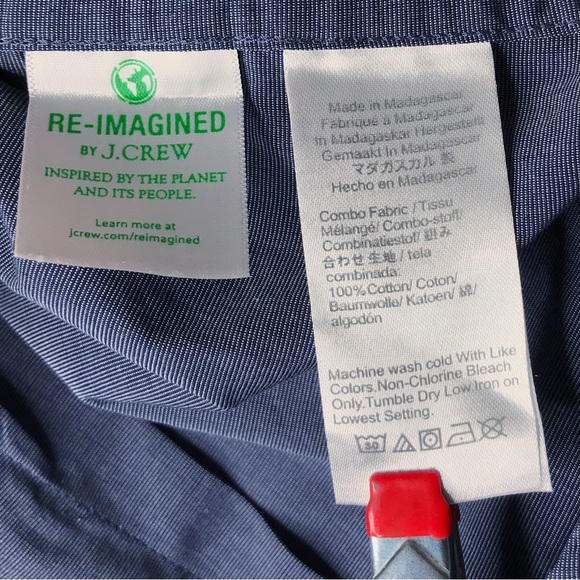 RE-IMAGINED
BY J.CREW
INSPIRED BY THE PLANET
AND ITS PEOPLE.
Learn more at
jcrew.com/reimagined
Made in Madagascar
Fabriqué à Madagascar
In Madagaskar Hergestellt
Gemaakt In Madagascar
マダガスカル 製
Hecho en Madagascar
Combo Fabric /Tissu
Mélangé/ Combo-stoff/
Combinatiestof/ 組み
合わせ 生地 / tela
combinada:
100%Cotton/ Coton/
Baumwolle/ Katoen/ 綿/
algodón
Machine wash cold With Like
Colors.Non-Chlorine Bleach
Only.Tumble Dry Low.Iron on
Lowest Setting.
30